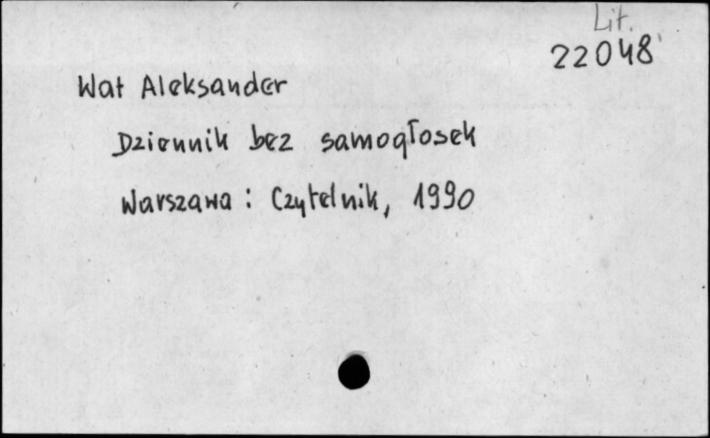 Lit.
22048
Wat Aleksander
Dziennik bez samogłosek
Warszawa : Czytelnik, 1990